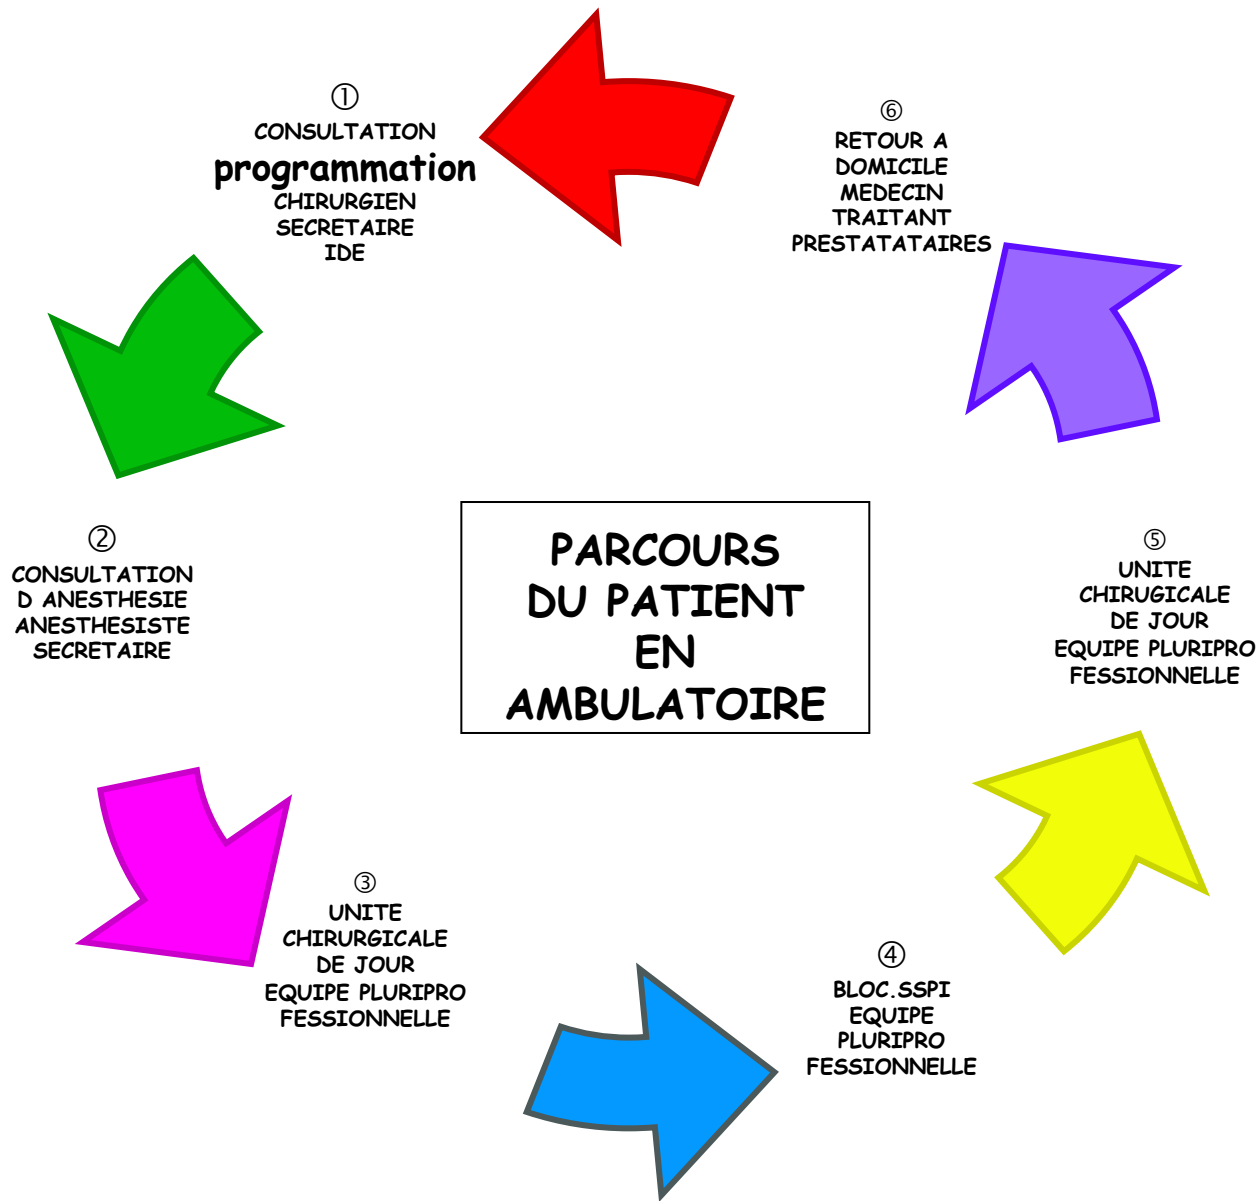 ①
CONSULTATION
programmation
CHIRURGIEN
SECRETAIRE
IDE
②
CONSULTATION
D ANESTHESIE
ANESTHESISTE
SECRETAIRE
③
UNITE
CHIRURGICALE
DE JOUR
EQUIPE PLURIPRO
FESSIONNELLE
④
BLOC.SSPI
EQUIPE
PLURIPRO
FESSIONNELLE
⑤
UNITE
CHIRUGICALE
DE JOUR
EQUIPE PLURIPRO
FESSIONNELLE
⑥
RETOUR A
DOMICILE
MEDECIN
TRAITANT
PRESTATATAIRES
PARCOURS
DU PATIENT
EN
AMBULATOIRE